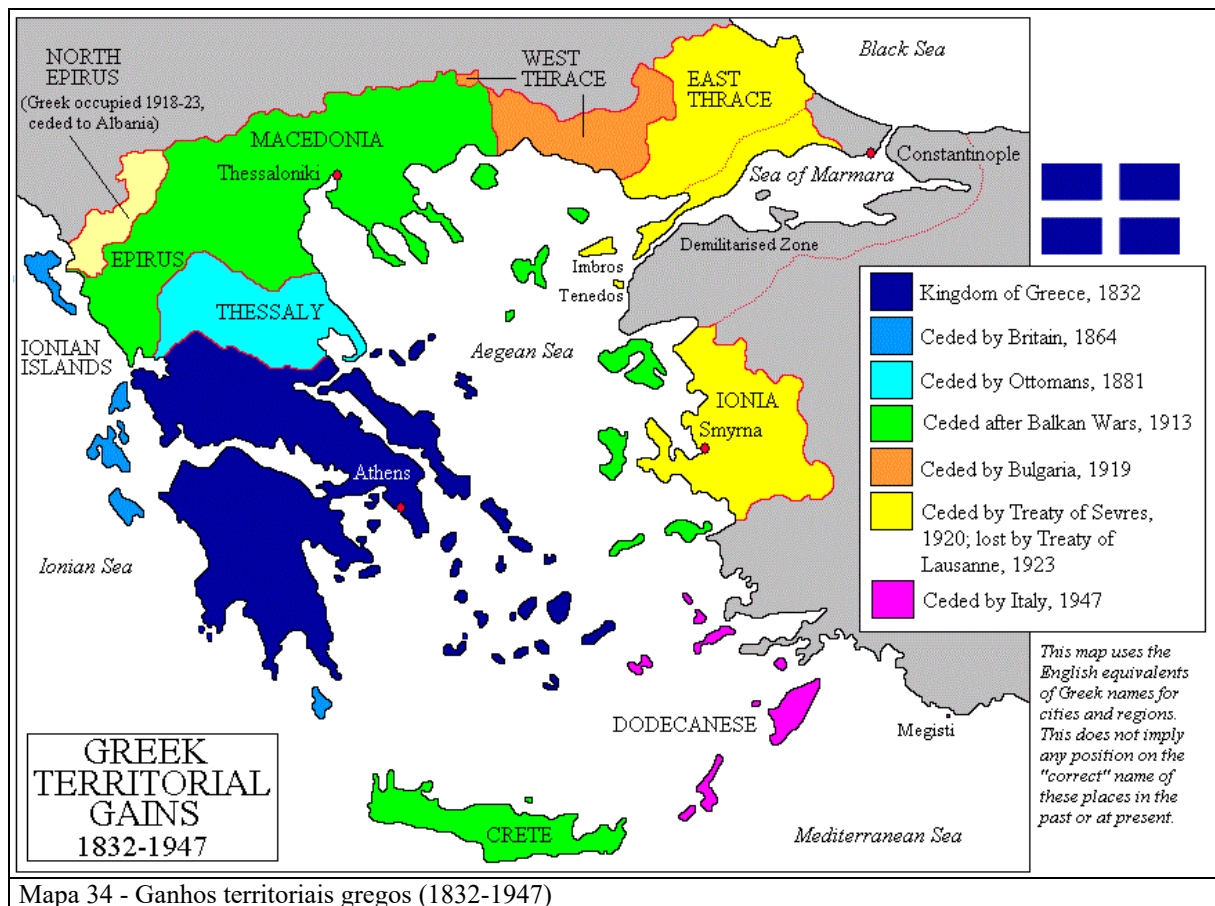 NORTH
EPIRUS
(Greek occupied 1918-23,
ceded to Albania)
WEST
THRACE
EAST
THRACE
Black Sea
MACEDONIA
Thessaloniki
Constantinople
Sea of Marmara
Demilitarised Zone
EPIRUS
Imbros
Tenedos
THESSALY
IONIAN
ISLANDS
Aegean Sea
IONIA
Smyrna
Athens
Ionian Sea
Kingdom of Greece, 1832
Ceded by Britain, 1864
Ceded by Ottomans, 1881
Ceded after Balkan Wars, 1913
Ceded by Bulgaria, 1919
Ceded by Treaty of Sevres,
1920; lost by Treaty of
Lausanne, 1923
Ceded by Italy, 1947
DODECANESE
Megisti
This map uses the
English equivalents
of Greek names for
cities and regions.
This does not imply
any position on the
"correct" name of
these places in the
past or at present.
GREEK
TERRITORIAL
GAINS
1832-1947
CRETE
Mediterranean Sea
Mapa 34 - Ganhos territoriais gregos (1832-1947)